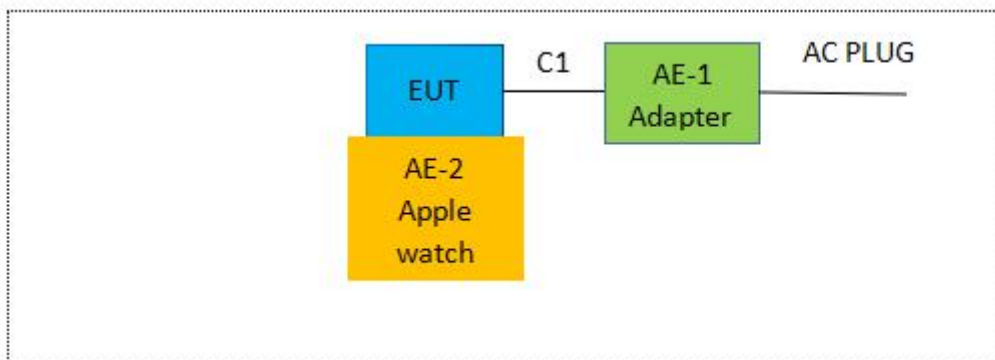 EUT
C1
AE-1
Adapter
AC PLUG
AE-2
Apple
watch